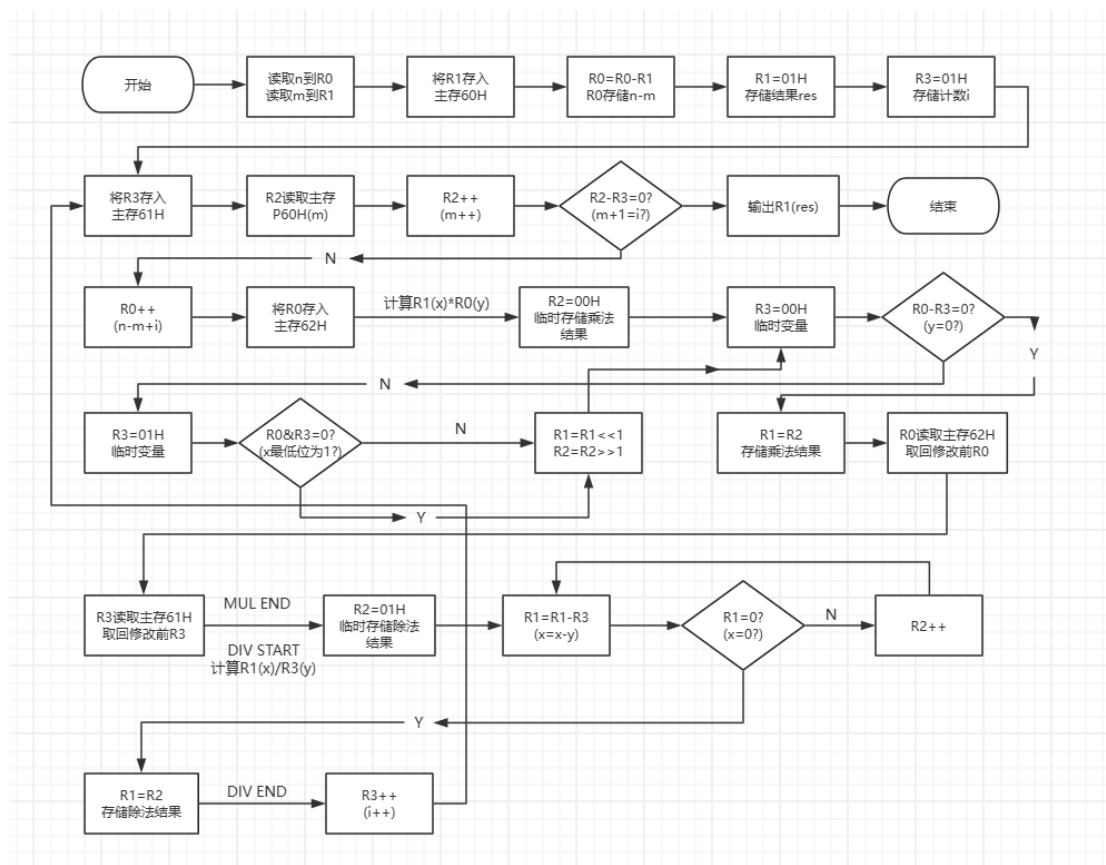 开始
读取n到R0
读取m到R1
将R1存入
主存60H
R0=R0-R1
R0存储n-m
R1=01H
存储结果res
R3=01H
存储计数i
将R3存入
主存61H
R2读取主存
P60H(m)
R2++
(m++)
R2-R3=0?
(m+1=i?)
输出R1(res)
结束
N
R0++
(n-m+i)
将R0存入
主存62H
计算R1(x)*R0(y)
R2=00H
临时存储乘法
结果
R3=00H
临时变量
R0-R3=0?
(y=0?)
Y
N
R3=01H
临时变量
R0&R3=0?
(x最低位为1?)
N
R1=R1<<1
R2=R2>>1
R1=R2
存储乘法结果
R0读取主存62H
取回修改前R0
Y
R3读取主存61H
取回修改前R3
MUL END
DIV START
计算R1(x)/R3(y)
R2=01H
临时存储除法
结果
R1=R1-R3
(x=x-y)
R1=0?
(x=0?)
N
R2++
Y
R1=R2
存储除法结果
DIV END
R3++
(i++)